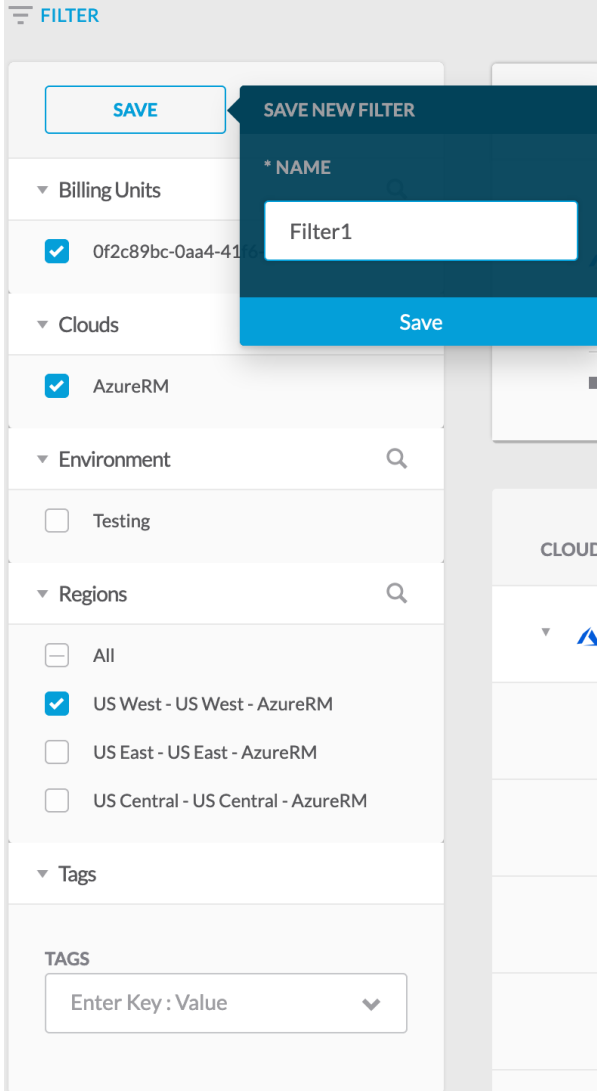 FILTER
SAVE
SAVE NEW FILTER
* NAME
Filter1
Save
Billing Units
0f2c89bc-0aa4-41f6-
Clouds
AzureRM
Environment
Testing
Regions
All
US West - US West - AzureRM
US East - US East - AzureRM
US Central - US Central - AzureRM
Tags
TAGS
Enter Key : Value
CLOUD